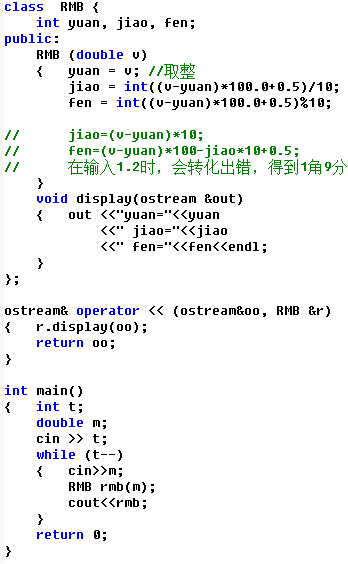 class  RMB {
    int yuan, jiao, fen;
public:
    RMB (double v)
    {   yuan = v; //取整
        jiao = int((v-yuan)*100.0+0.5)/10;
        fen = int((v-yuan)*100.0+0.5)%10;

//      jiao=(v-yuan)*10;
//      fen=(v-yuan)*100-jiao*10+0.5;
//      在输入1.2时，会转化出错，得到1角9分
    }
    void display(ostream &out)
    {   out <<"yuan="<<yuan
            <<" jiao="<<jiao
            <<" fen="<<fen<<endl;
    }
};

ostream& operator << (ostream&oo, RMB &r)
{   r.display(oo);
    return oo;
}

int main()
{   int t;
    double m;
    cin >> t;
    while (t--)
    {   cin>>m;
        RMB rmb(m);
        cout<<rmb;
    }
    return 0;
}